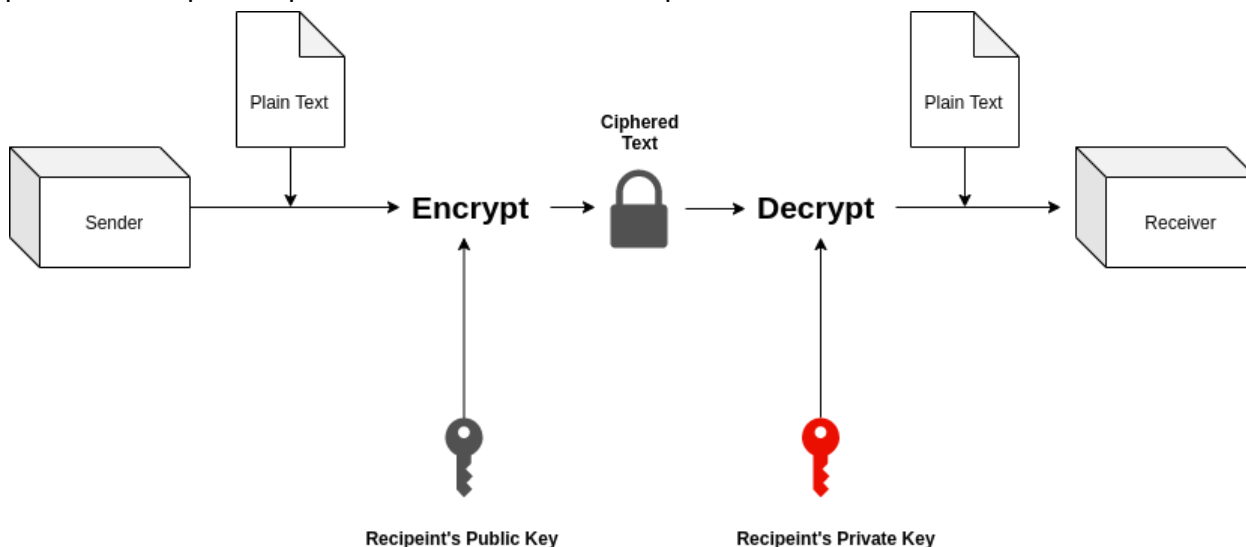 Plain Text
Plain Text
Ciphered
Text
Sender
Encrypt
Decrypt
Receiver
Recipeint's Public Key
Recipeint's Private Key